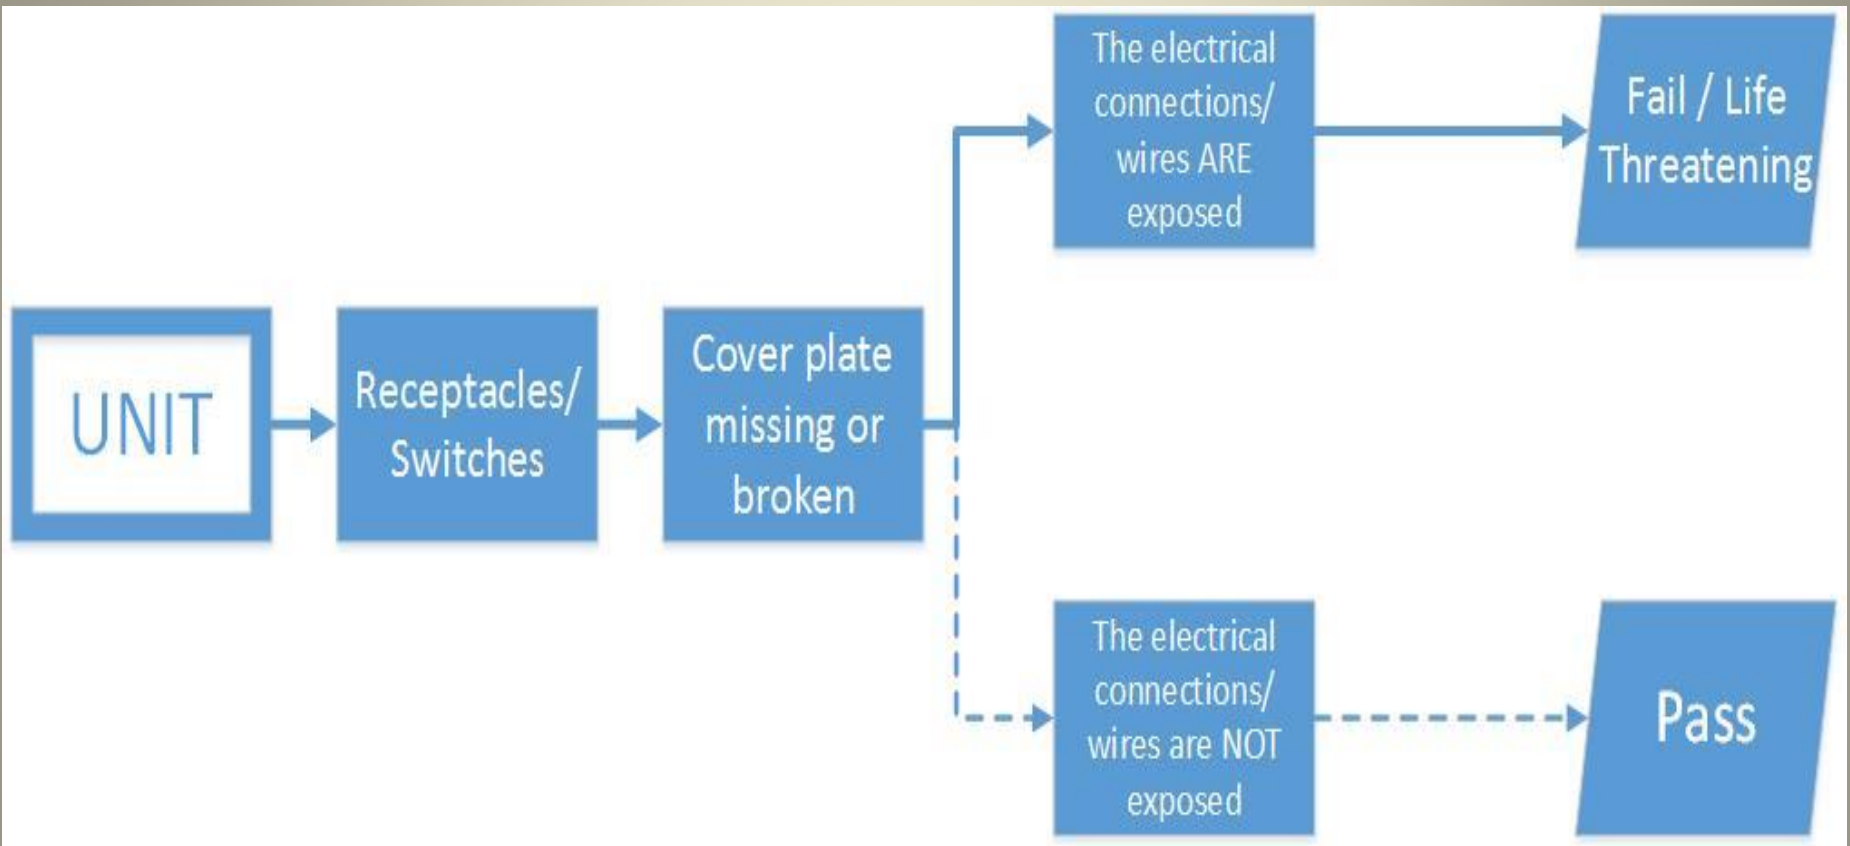 UNIT
Receptacles/
Switches
Cover plate
missing or
broken
The electrical
connections/
wires ARE
exposed
Fail / Life
Threatening
The electrical
connections/
wires are NOT
exposed
Pass